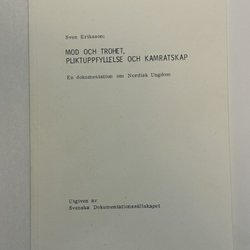 Sven Eriksson:
MOD OCH TROHET,
PLIKTUPPFYLLELSE OCH KAMRATSKAP
En dokumentation om Nordisk Ungdom
Utgiven av
Svenska Dokumentationssällskapet